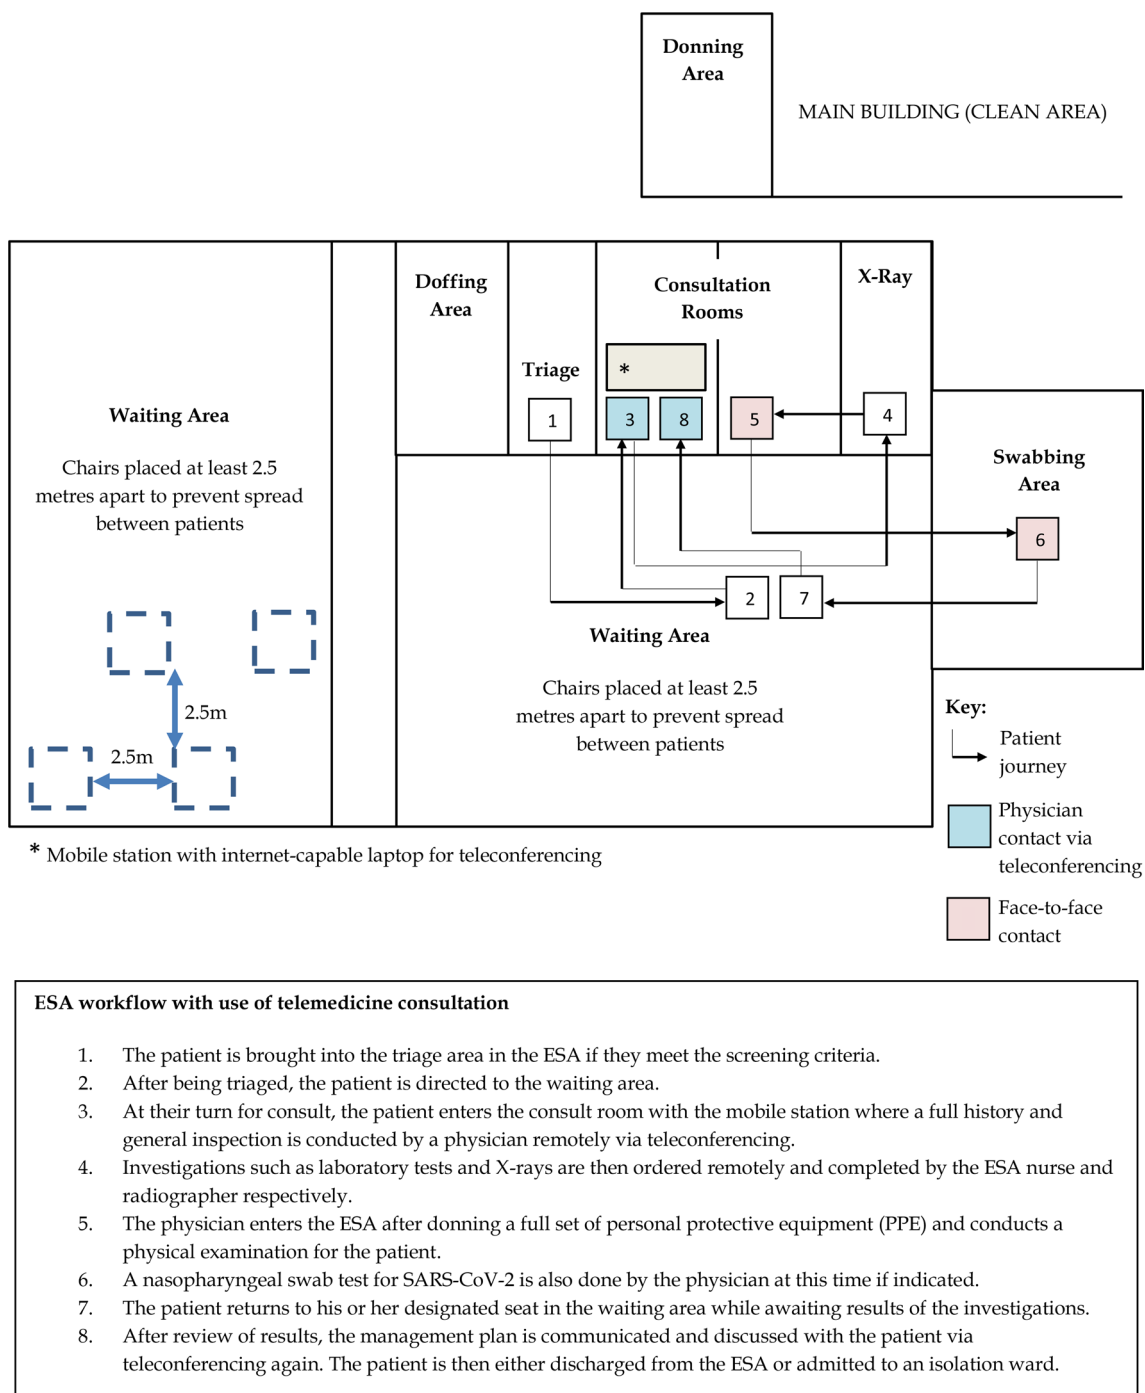 Donning
Area
MAIN BUILDING (CLEAN AREA)
Doffing
Area
Consultation
Rooms
X-Ray
Triage
*
1
3
8
5
4
Waiting Area
Chairs placed at least 2.5
metres apart to prevent spread
between patients
Swabbing
Area
6
2
7
Waiting Area
Chairs placed at least 2.5
metres apart to prevent spread
between patients
2.5m
2.5m
Key:
Patient
journey
Physician
contact via
teleconferencing
Face-to-face
contact
* Mobile station with internet-capable laptop for teleconferencing
ESA workflow with use of telemedicine consultation
1. The patient is brought into the triage area in the ESA if they meet the screening criteria.
2. After being triaged, the patient is directed to the waiting area.
3. At their turn for consult, the patient enters the consult room with the mobile station where a full history and
general inspection is conducted by a physician remotely via teleconferencing.
4. Investigations such as laboratory tests and X-rays are then ordered remotely and completed by the ESA nurse and
radiographer respectively.
5. The physician enters the ESA after donning a full set of personal protective equipment (PPE) and conducts a
physical examination for the patient.
6. A nasopharyngeal swab test for SARS-CoV-2 is also done by the physician at this time if indicated.
7. The patient returns to his or her designated seat in the waiting area while awaiting results of the investigations.
8. After review of results, the management plan is communicated and discussed with the patient via
teleconferencing again. The patient is then either discharged from the ESA or admitted to an isolation ward.